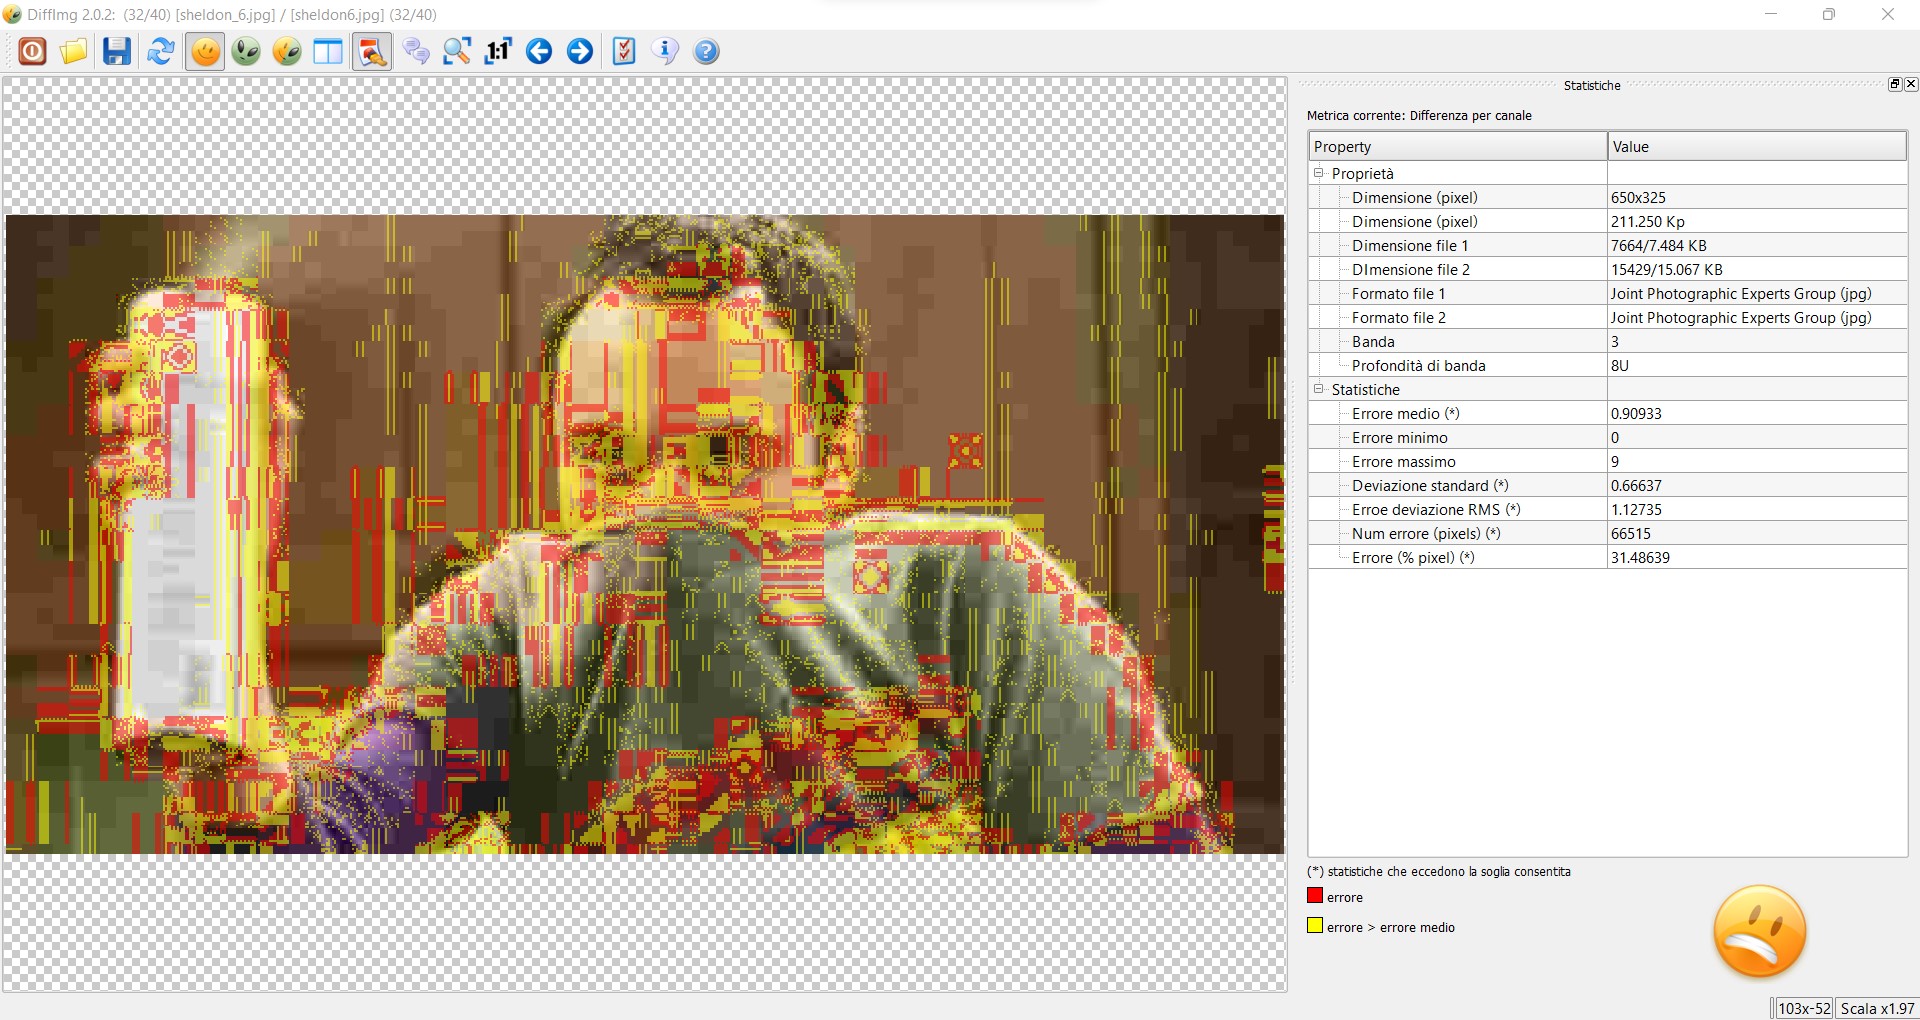 DiffImg 2.0.2: (32/40) [sheldon_6.jpg] / [sheldon6.jpg] (32/40)
1:1
Statistiche
Metrica corrente: Differenza per canale
Property Value
Proprietà
Dimensione (pixel) 650x325
Dimensione (pixel) 211.250 Kp
Dimensione file 1 7664/7.484 KB
DImensione file 2 15429/15.067 KB
Formato file 1 Joint Photographic Experts Group (jpg)
Formato file 2 Joint Photographic Experts Group (jpg)
Banda 3
Profondità di banda 8U
Statistiche
Errore medio (*) 0.90933
Errore minimo 0
Errore massimo 9
Deviazione standard (*) 0.66637
Erroe deviazione RMS (*) 1.12735
Num errore (pixels) (*) 66515
Errore (% pixel) (*) 31.48639
(*) statistiche che eccedono la soglia consentita
errore
errore > errore medio
103x-52 Scala x1.97